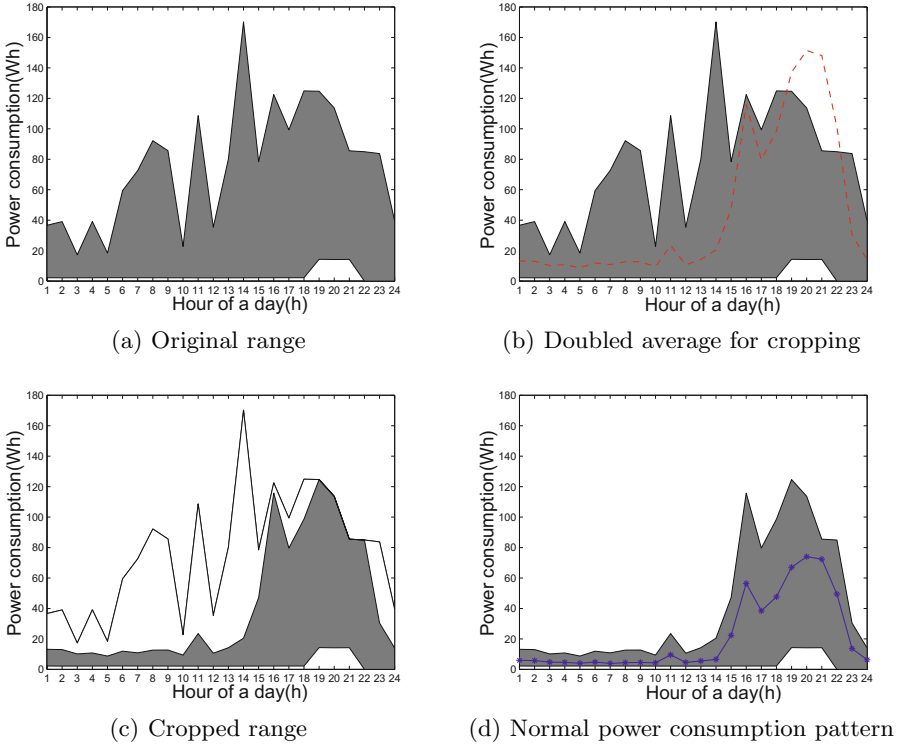 180
160
140
120
100
80
60
40
20
0
Power consumption(Wh)
1 2 3 4 5 6 7 8 9 10 11 12 13 14 15 16 17 18 19 20 21 22 23 24
Hour of a day(h)
(a) Original range
180
160
140
120
100
80
60
40
20
0
Power consumption(Wh)
1 2 3 4 5 6 7 8 9 10 11 12 13 14 15 16 17 18 19 20 21 22 23 24
Hour of a day(h)
(b) Doubled average for cropping
180
160
140
120
100
80
60
40
20
0
Power consumption(Wh)
1 2 3 4 5 6 7 8 9 10 11 12 13 14 15 16 17 18 19 20 21 22 23 24
Hour of a day(h)
(c) Cropped range
180
160
140
120
100
80
60
40
20
0
Power consumption(Wh)
1 2 3 4 5 6 7 8 9 10 11 12 13 14 15 16 17 18 19 20 21 22 23 24
Hour of a day(h)
(d) Normal power consumption pattern